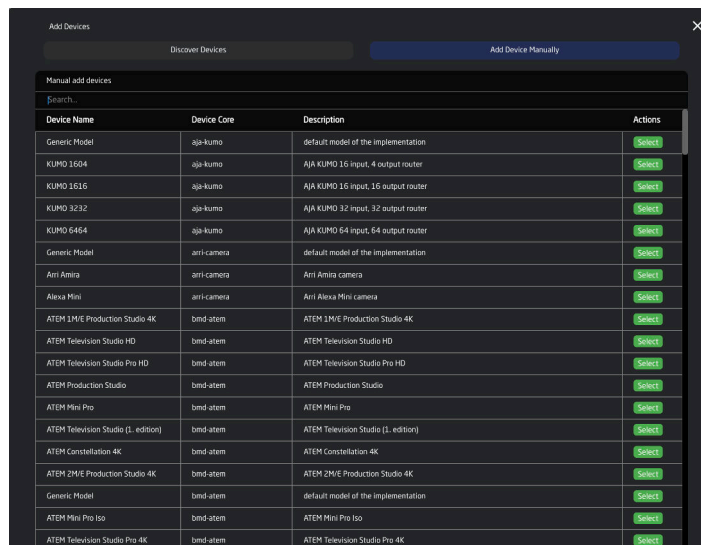 Add Devices
Discover Devices Add Device Manually
Manual add devices
Search...
Device Name Device Core Description Actions
Generic Model aja-kumo default model of the implementation Select
KUMO 1604 aja-kumo AJA KUMO 16 input, 4 output router Select
KUMO 1616 aja-kumo AJA KUMO 16 input, 16 output router Select
KUMO 3232 aja-kumo AJA KUMO 32 input, 32 output router Select
KUMO 6464 aja-kumo AJA KUMO 64 input, 64 output router Select
Generic Model arri-camera default model of the implementation Select
Arri Amira arri-camera Arri Amira camera Select
Alexa Mini arri-camera Arri Alexa Mini camera Select
ATEM 1M/E Production Studio 4K bmd-atem ATEM 1M/E Production Studio 4K Select
ATEM Television Studio HD bmd-atem ATEM Television Studio HD Select
ATEM Television Studio Pro HD bmd-atem ATEM Television Studio Pro HD Select
ATEM Production Studio bmd-atem ATEM Production Studio Select
ATEM Mini Pro bmd-atem ATEM Mini Pro Select
ATEM Television Studio (1. edition) bmd-atem ATEM Television Studio (1. edition) Select
ATEM Constellation 4K bmd-atem ATEM Constellation 4K Select
ATEM 2M/E Production Studio 4K bmd-atem ATEM 2M/E Production Studio 4K Select
Generic Model bmd-atem default model of the implementation Select
ATEM Mini Pro Iso bmd-atem ATEM Mini Pro Iso Select
ATEM Television Studio Pro 4K bmd-atem ATEM Television Studio Pro 4K Select